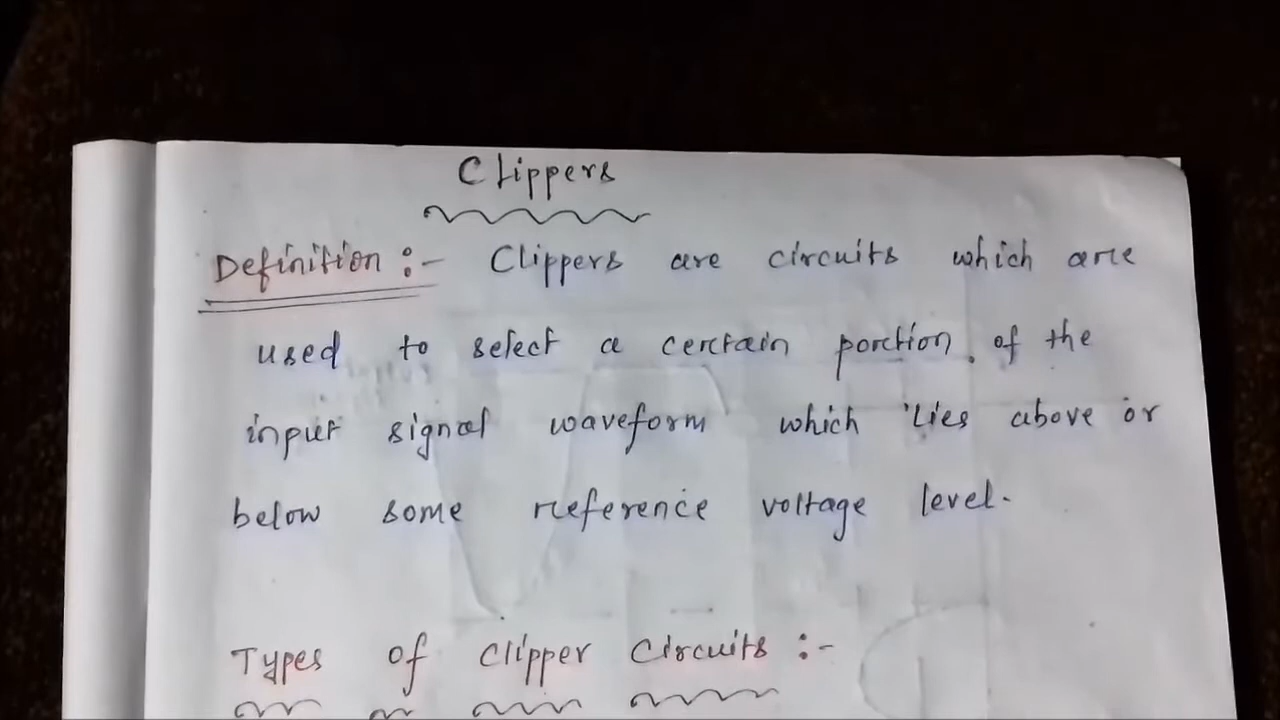 Clippers
Definition :- Clippers are circuits which are
used to select a certain portion of the
input signal waveform which lies above or
below some reference voltage level.
Types of Clipper Circuits :-